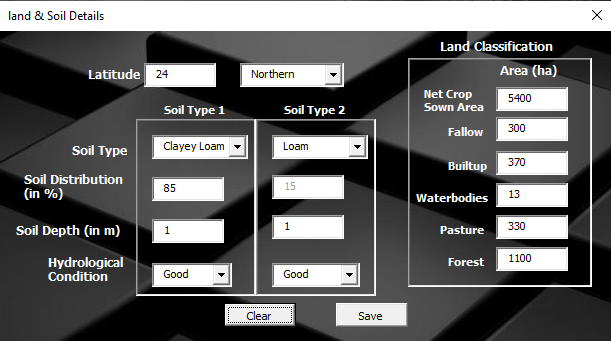 land & Soil Details
Land Classification
Latitude 24 Northern
Area (ha)
Soil Type 1 Soil Type 2
Net Crop
Sown Area 5400
Fallow 300
Soil Type Clayey Loam Loam
Builtup 370
Soil Distribution
(in %) 85 15
Waterbodies 13
Soil Depth (in m) 1 1
Pasture 330
Hydrological
Condition Good Good
Forest 1100
Clear Save